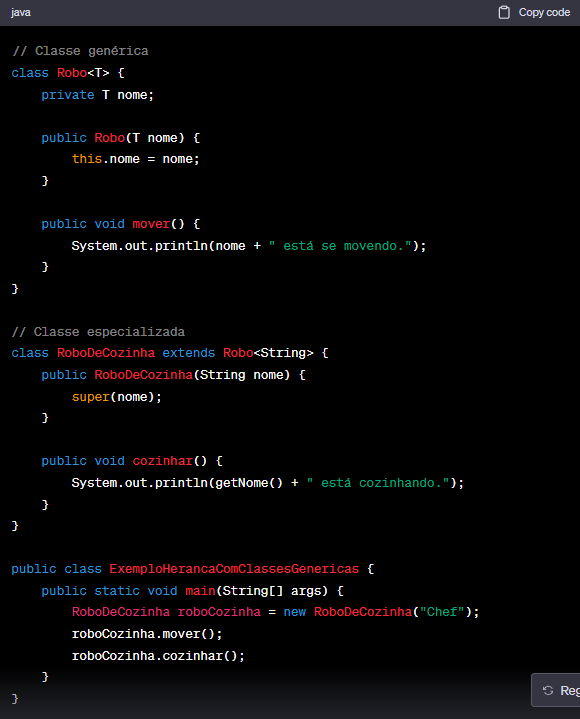 java
Copy code
// Classe genérica
class Robo<T> {
    private T nome;

    public Robo(T nome) {
        this.nome = nome;
    }

    public void mover() {
        System.out.println(nome + " está se movendo.");
    }
}

// Classe especializada
class RoboDeCozinha extends Robo<String> {
    public RoboDeCozinha(String nome) {
        super(nome);
    }

    public void cozinhar() {
        System.out.println(getNome() + " está cozinhando.");
    }
}

public class ExemploHerancaComClassesGenericas {
    public static void main(String[] args) {
        RoboDeCozinha roboCozinha = new RoboDeCozinha("Chef");
        roboCozinha.mover();
        roboCozinha.cozinhar();
    }
}
Reg